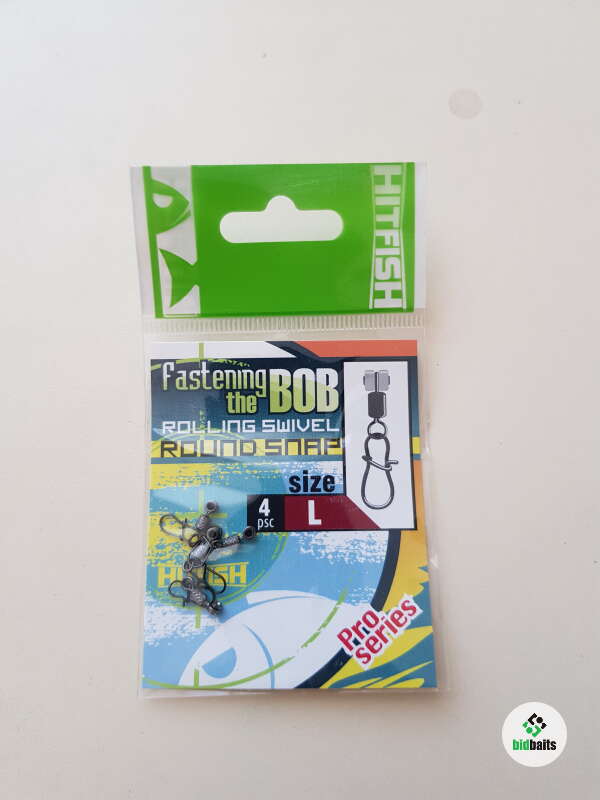 HITFISH
fastening
the BOB
ROLLING SWIVEL
ROUND SNAP
size
4
psc
L
HITFISH
Pro
series
bidbaits